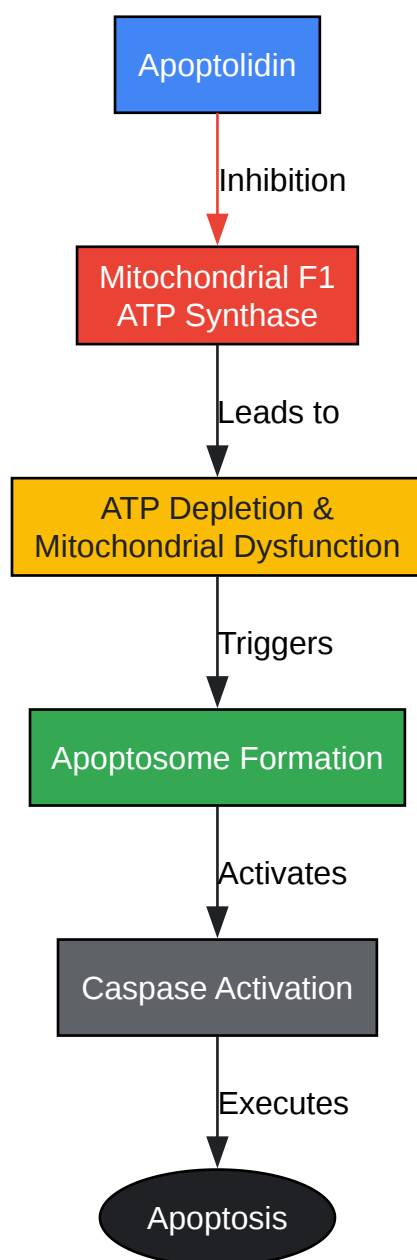 Apoptolidin
Inhibition
Mitochondrial F1
ATP Synthase
Leads to
ATP Depletion &
Mitochondrial Dysfunction
Triggers
Apoptosome Formation
Activates
Caspase Activation
Executes
Apoptosis